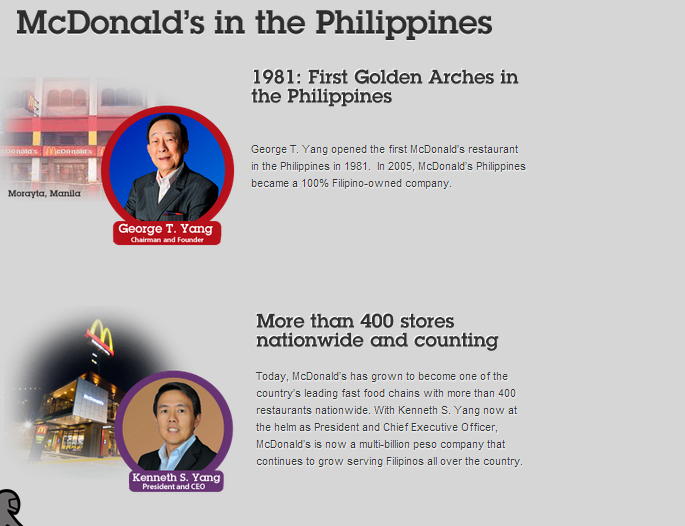 McDonald's in the Philippines
1981: First Golden Arches in
the Philippines
George T. Yang opened the first McDonald's restaurant
in the Philippines in 1981.  In 2005, McDonald's Philippines
became a 100% Filipino-owned company.
McDonald's
Morayta, Manila
George T. Yang
Chairman and Founder
More than 400 stores
nationwide and counting
Today, McDonald's has grown to become one of the
country's leading fast food chains with more than 400
restaurants nationwide. With Kenneth S. Yang now at
the helm as President and Chief Executive Officer,
McDonald's is now a multi-billion peso company that
continues to grow serving Filipinos all over the country.
McDonald's
Kenneth S. Yang
President and CEO